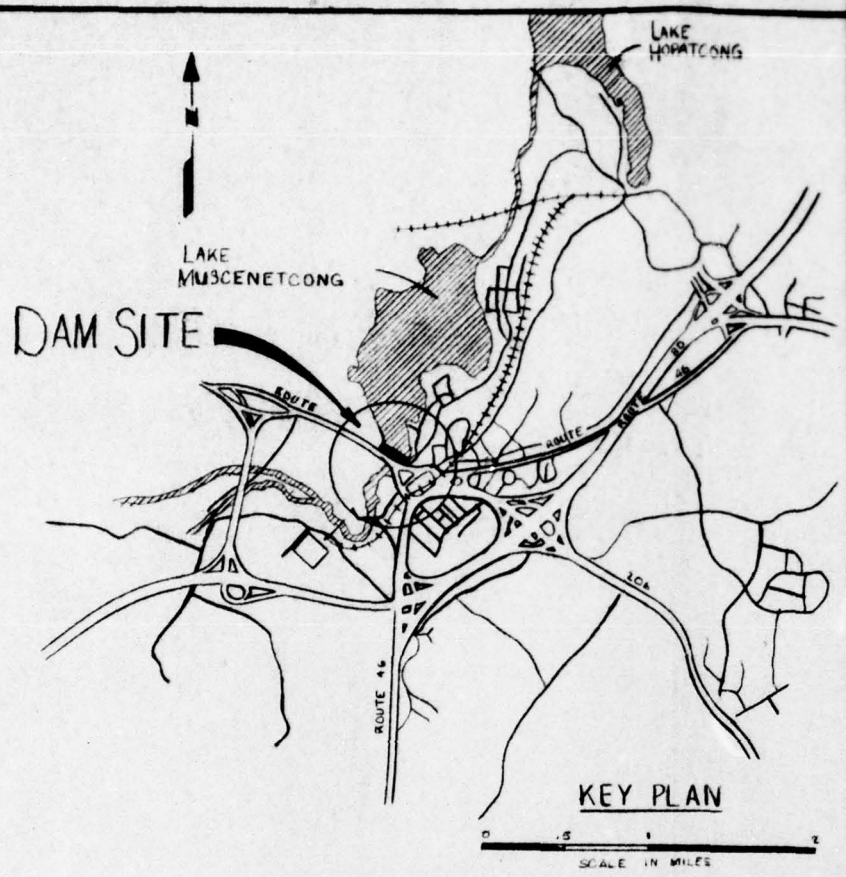 LAKE
HOPATCONG
N
LAKE
MUSCENETCONG
DAM SITE
ROUTE
80
46
ROUTE
ROUTE
206
ROUTE 46
KEY PLAN
0 .5 1 2
SCALE IN MILES